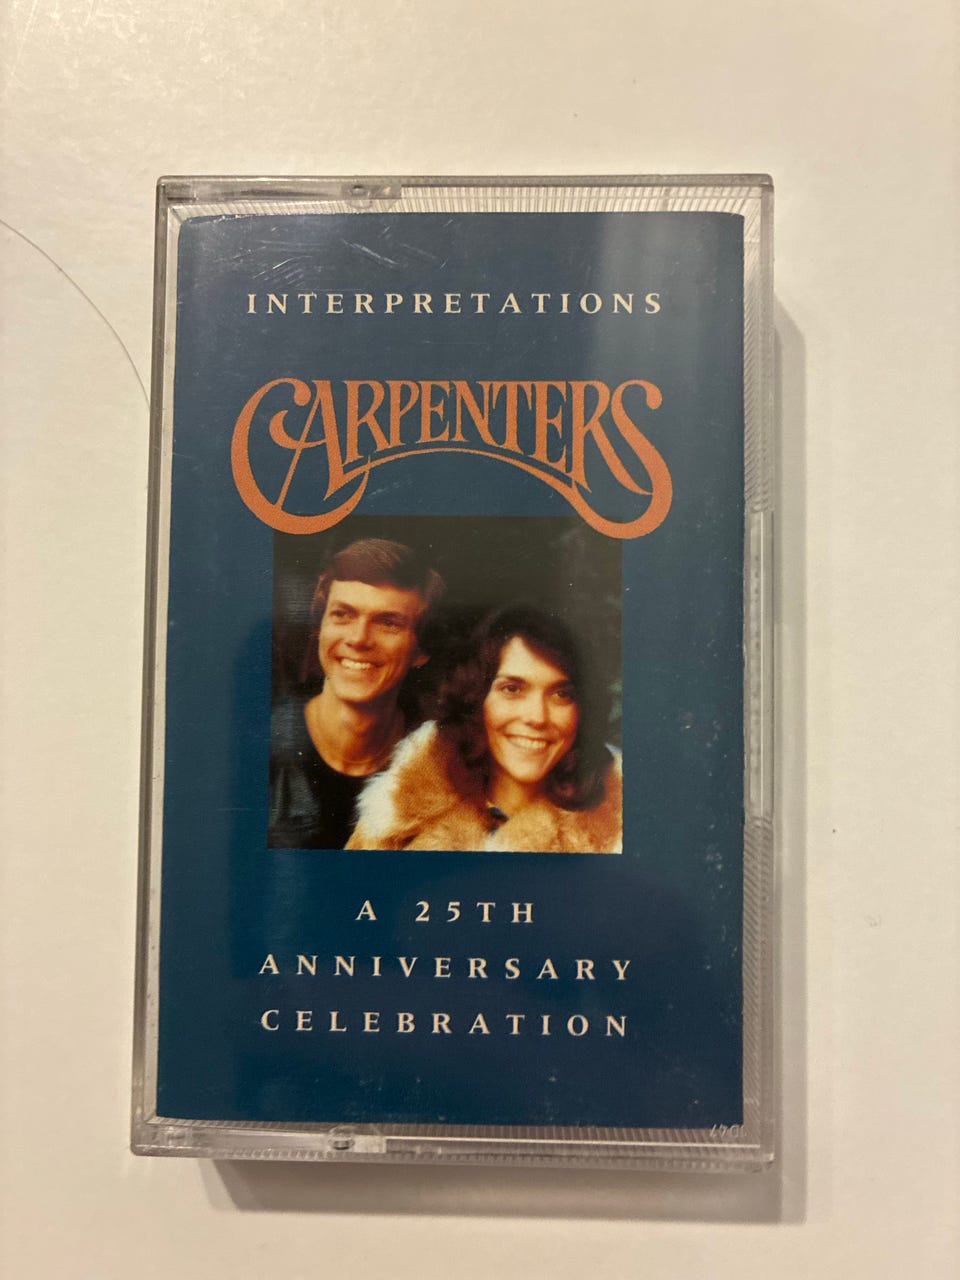 INTERPRETATIONS
CARPENTERS
A 25TH
ANNIVERSARY
CELEBRATION